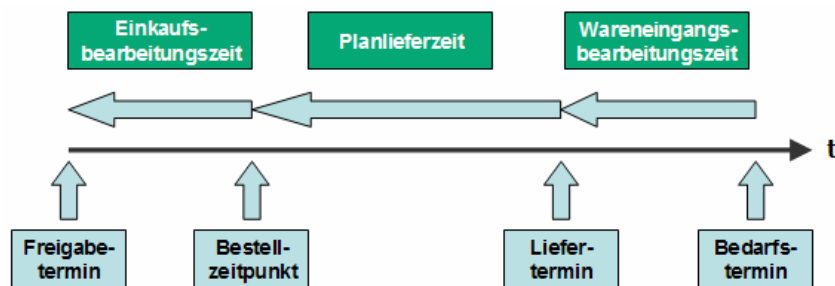 Einkaufs-
bearbeitungszeit
Planlieferzeit
Wareneingangs-
bearbeitungszeit
t
Freigabe-
termin
Bestell-
zeitpunkt
Liefer-
termin
Bedarfs-
termin